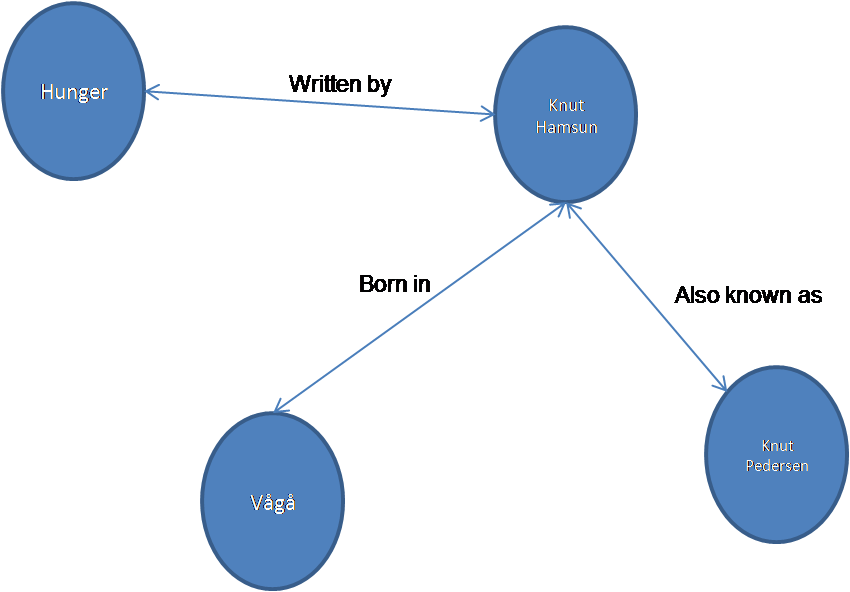 Hunger
Written by
Knut
Hamsun
Born in
Also known as
Knut
Pedersen
Vågå